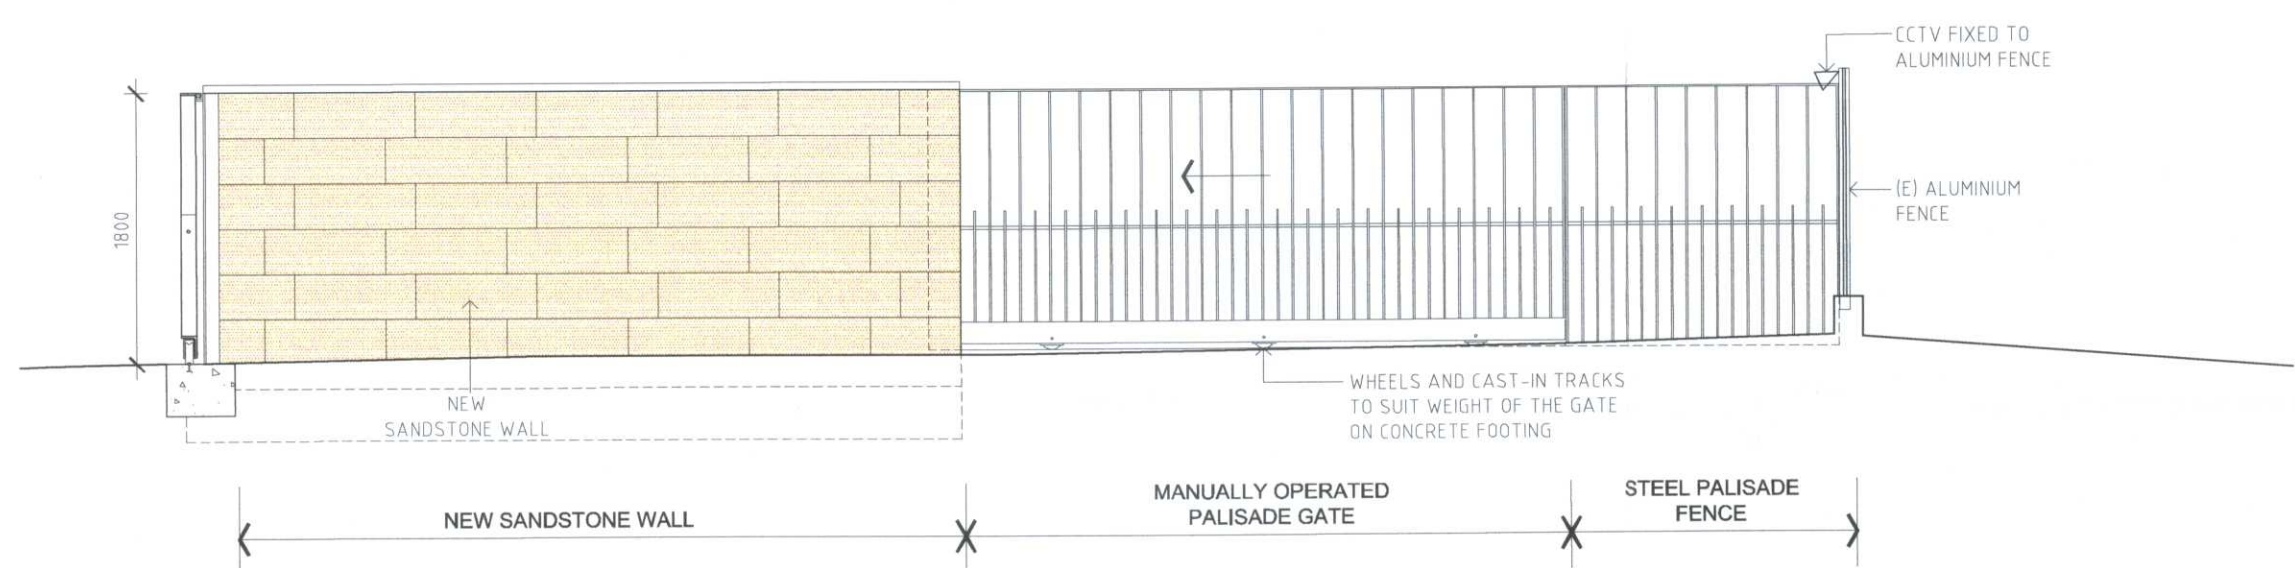 CCTV FIXED TO
ALUMINIUM FENCE
(E) ALUMINIUM
FENCE
1800
NEW
SANDSTONE WALL
WHEELS AND CAST-IN TRACKS
TO SUIT WEIGHT OF THE GATE
ON CONCRETE FOOTING
NEW SANDSTONE WALL
MANUALLY OPERATED
PALISADE GATE
STEEL PALISADE
FENCE